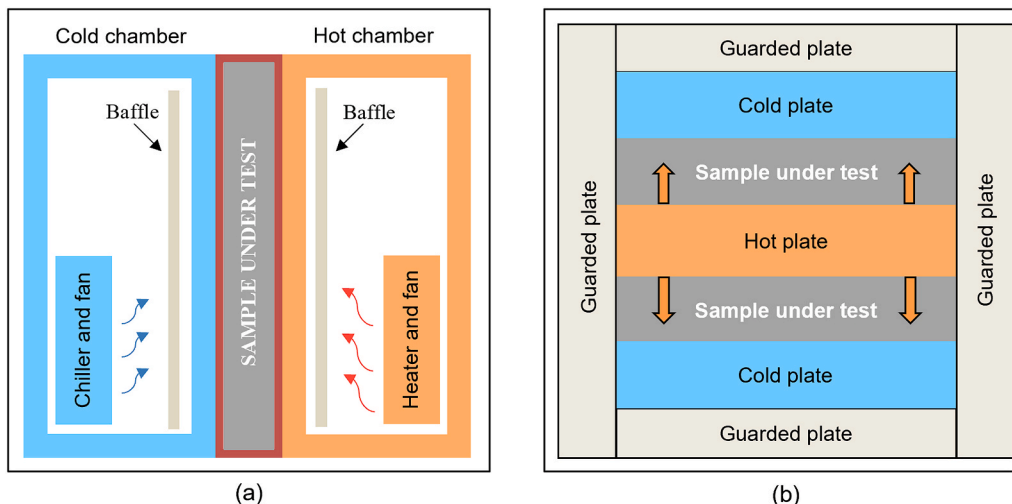 Cold chamber
Hot chamber
Baffle
Baffle
Chiller and fan
SAMPLE UNDER TEST
Heater and fan
(a)
Guarded plate
Cold plate
Sample under test
Guarded plate
Hot plate
Guarded plate
Sample under test
Cold plate
Guarded plate
(b)